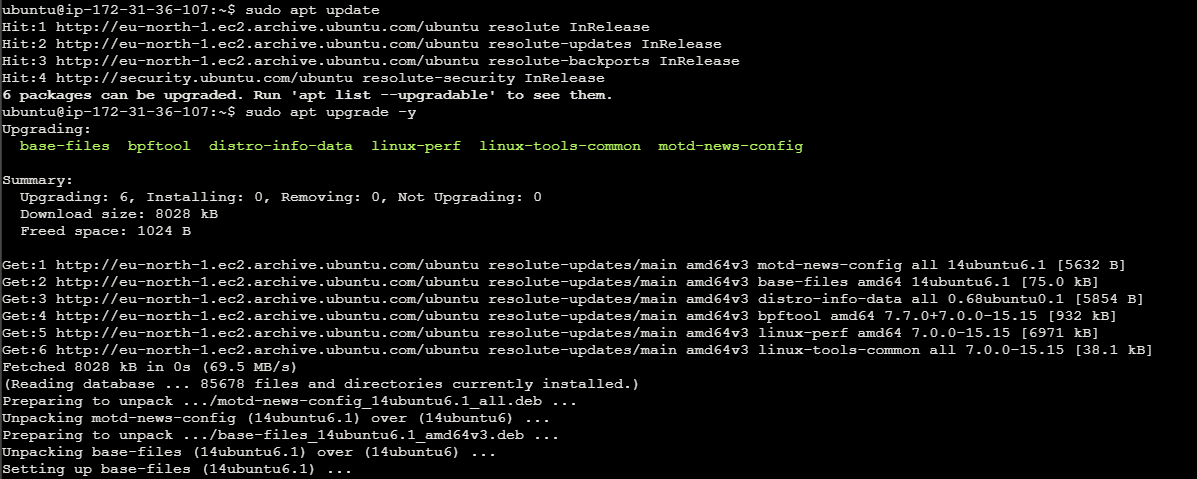 ubuntu@ip-172-31-36-107:~$ sudo apt update
Hit:1 http://eu-north-1.ec2.archive.ubuntu.com/ubuntu resolute InRelease
Hit:2 http://eu-north-1.ec2.archive.ubuntu.com/ubuntu resolute-updates InRelease
Hit:3 http://eu-north-1.ec2.archive.ubuntu.com/ubuntu resolute-backports InRelease
Hit:4 http://security.ubuntu.com/ubuntu resolute-security InRelease
6 packages can be upgraded. Run 'apt list --upgradable' to see them.
ubuntu@ip-172-31-36-107:~$ sudo apt upgrade -y
Upgrading:
  base-files  bpftool  distro-info-data  linux-perf  linux-tools-common  motd-news-config

Summary:
  Upgrading: 6, Installing: 0, Removing: 0, Not Upgrading: 0
  Download size: 8028 kB
  Freed space: 1024 B

Get:1 http://eu-north-1.ec2.archive.ubuntu.com/ubuntu resolute-updates/main amd64v3 motd-news-config all 14ubuntu6.1 [5632 B]
Get:2 http://eu-north-1.ec2.archive.ubuntu.com/ubuntu resolute-updates/main amd64v3 base-files amd64 14ubuntu6.1 [75.0 kB]
Get:3 http://eu-north-1.ec2.archive.ubuntu.com/ubuntu resolute-updates/main amd64v3 distro-info-data all 0.68ubuntu0.1 [5854 B]
Get:4 http://eu-north-1.ec2.archive.ubuntu.com/ubuntu resolute-updates/main amd64v3 bpftool amd64 7.7.0+7.0.0-15.15 [932 kB]
Get:5 http://eu-north-1.ec2.archive.ubuntu.com/ubuntu resolute-updates/main amd64v3 linux-perf amd64 7.0.0-15.15 [6971 kB]
Get:6 http://eu-north-1.ec2.archive.ubuntu.com/ubuntu resolute-updates/main amd64v3 linux-tools-common all 7.0.0-15.15 [38.1 kB]
Fetched 8028 kB in 0s (69.5 MB/s)
(Reading database ... 85678 files and directories currently installed.)
Preparing to unpack .../motd-news-config_14ubuntu6.1_all.deb ...
Unpacking motd-news-config (14ubuntu6.1) over (14ubuntu6) ...
Preparing to unpack .../base-files_14ubuntu6.1_amd64v3.deb ...
Unpacking base-files (14ubuntu6.1) over (14ubuntu6) ...
Setting up base-files (14ubuntu6.1) ...